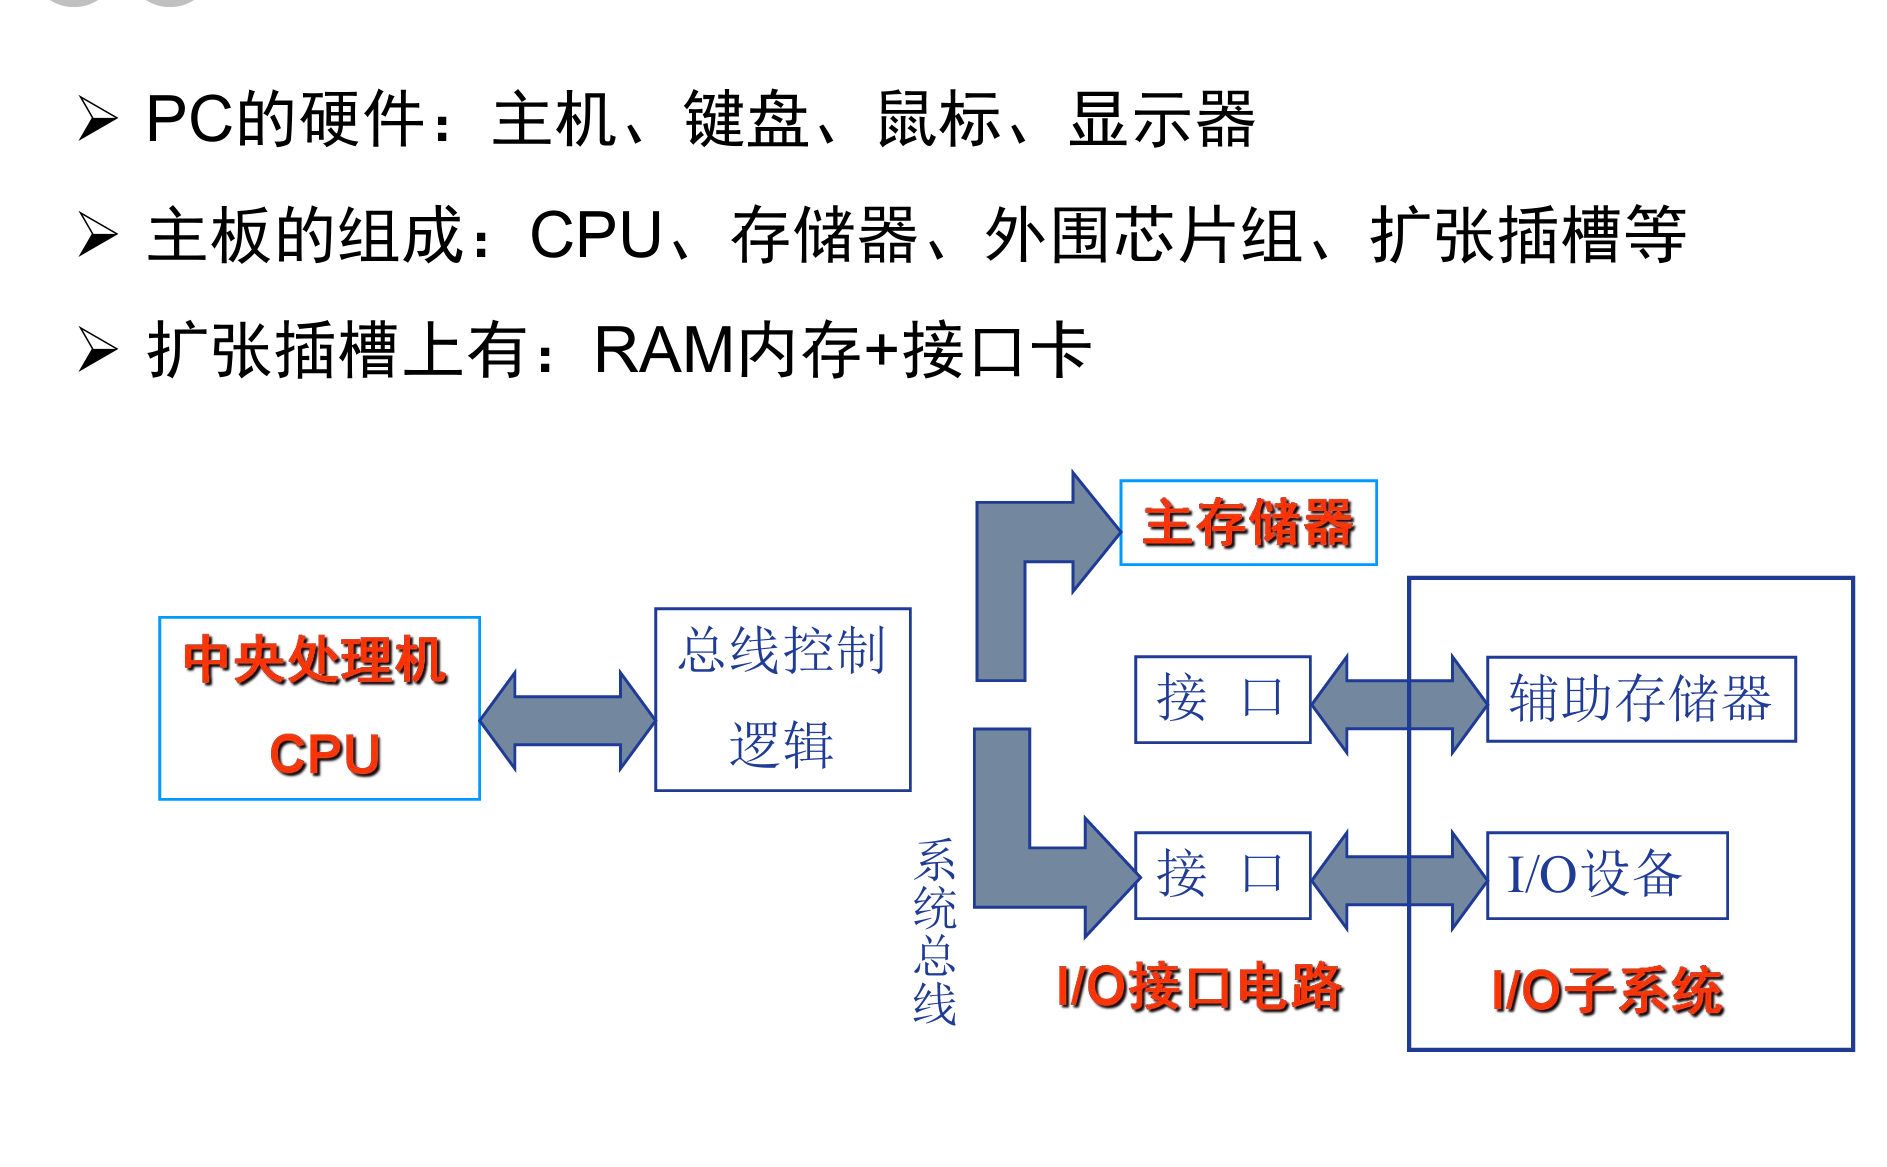 PC的硬件：主机、键盘、鼠标、显示器
主板的组成：CPU、存储器、外围芯片组、扩张插槽等
扩张插槽上有：RAM内存+接口卡
主存储器
中央处理机
CPU
总线控制
逻辑
接 口
辅助存储器
接 口
I/O设备
系统总线
I/O接口电路
I/O子系统